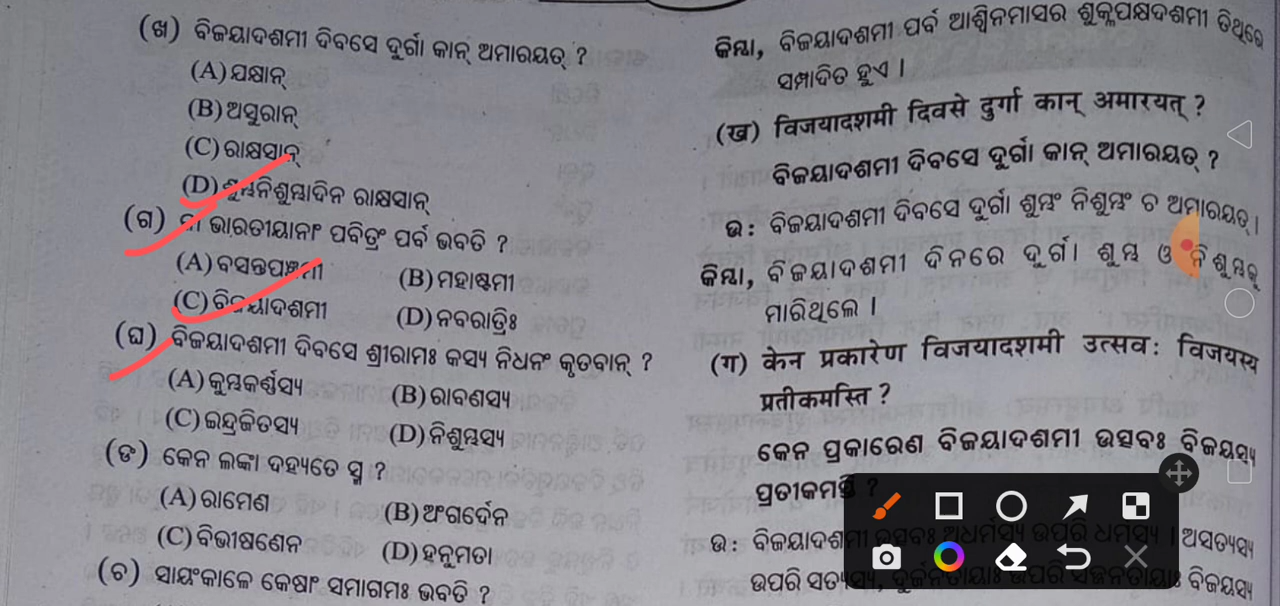 (ଖ) ବିଜୟାଦଶମୀ ଦିବସେ ଦୁର୍ଗା କାନ୍ ଅମାରୟତ୍ ?
(A) ଯକ୍ଷାନ୍
(B) ଅସୁରାନ୍
(C) ରାକ୍ଷସାନ୍
(D) ଶୁମ୍ଭନିଶୁମ୍ଭାଦିନ ରାକ୍ଷସାନ୍
(ଗ) ଭାରତୀୟାନାଂ ପବିତ୍ରଂ ପର୍ବ ଭବତି ?
(A) ବସନ୍ତପଞ୍ଚମୀ (B) ମହାଷ୍ଟମୀ
(C) ବିଜୟାଦଶମୀ (D) ନବରାତ୍ରିଃ
(ଘ) ବିଜୟାଦଶମୀ ଦିବସେ ଶ୍ରୀରାମଃ କସ୍ୟ ନିଧନଂ କୃତବାନ୍ ?
(A) କୁମ୍ଭକର୍ଣ୍ଣସ୍ୟ (B) ରାବଣସ୍ୟ
(C) ଇନ୍ଦ୍ରଜିତସ୍ୟ (D) ନିଶୁମ୍ଭସ୍ୟ
(ଙ) କେନ ଲଙ୍କା ଦହ୍ୟତେ ସ୍ମ ?
(A) ରାମେଣ (B) ଅଂଗର୍ଦେନ
(C) ବିଭୀଷଣେନ (D) ହନୁମତା
(ଚ) ସାୟଂକାଳେ କେଷାଂ ସମାଗମଃ ଭବତି ?
କିମ୍ବା, ବିଜୟାଦଶମୀ ପର୍ବ ଆଶ୍ୱିନମାସର ଶୁକ୍ଳପକ୍ଷଦଶମୀ ତିଥିରେ
ସମ୍ପାଦିତ ହୁଏ ।
(ख) विजयादशमी दिवसे दुर्गा कान् अमारयत् ?
ବିଜୟାଦଶମୀ ଦିବସେ ଦୁର୍ଗା କାନ୍ ଅମାରୟତ୍ ?
ଉ: ବିଜୟାଦଶମୀ ଦିବସେ ଦୁର୍ଗା ଶୁମ୍ଭଂ ନିଶୁମ୍ଭଂ ଚ ଅମାରୟତ୍ ।
କିମ୍ବା, ବିଜୟାଦଶମୀ ଦିନରେ ଦୁର୍ଗା ଶୁମ୍ଭ ଓ ନିଶୁମ୍ଭକୁ
ମାରିଥିଲେ ।
(ग) केन प्रकारेण विजयादशमी उत्सवः विजयस्य
प्रतीकमस्ति ?
କେନ ପ୍ରକାରେଣ ବିଜୟାଦଶମୀ ଉତ୍ସବଃ ବିଜୟସ୍ୟ
ପ୍ରତୀକମସ୍ତି ?
ଉ: ବିଜୟାଦଶମୀ ଉତ୍ସବଃ ଅଧର୍ମସ୍ୟ ଉପରି ଧର୍ମସ୍ୟ । ଅସତ୍ୟସ୍ୟ
ଉପରି ସତ୍ୟସ୍ୟ, ଦୁର୍ଜନତାୟାଃ ଉପରି ସଜନତାୟାଃ ବିଜୟସ୍ୟ